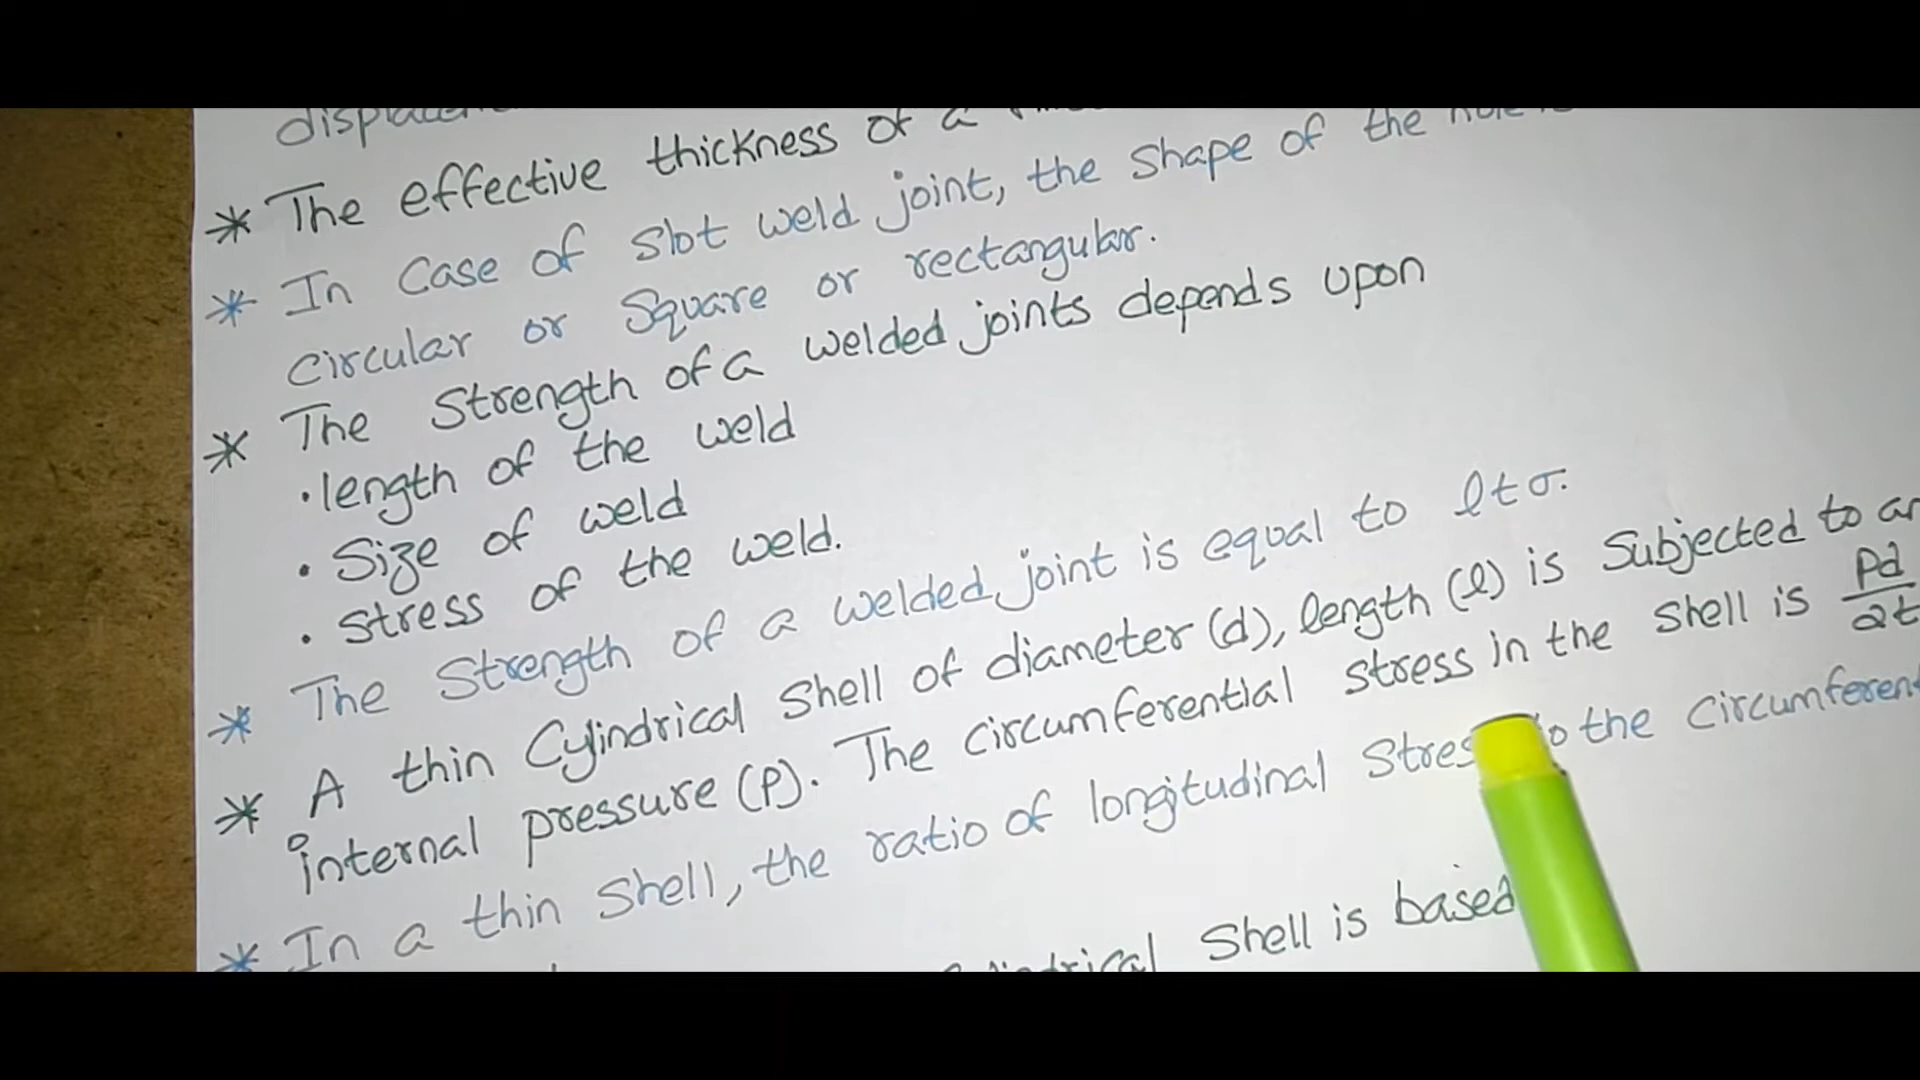 * The effective thickness of a
* In Case of Slot weld joint, the shape of the
Circular or Square or rectangular.
* The Strength of a welded joints depends upon
• length of the weld
• Size of weld
• stress of the weld.
* The Strength of a welded joint is equal to ltσ.
* A thin Cylindrical Shell of diameter (d), length (l) is Subjected to an
internal pressure (P). The circumferential stress in the shell is Pd/2t
* In a thin Shell, the ratio of longitudinal Stress to the Circumferent
Shell is based